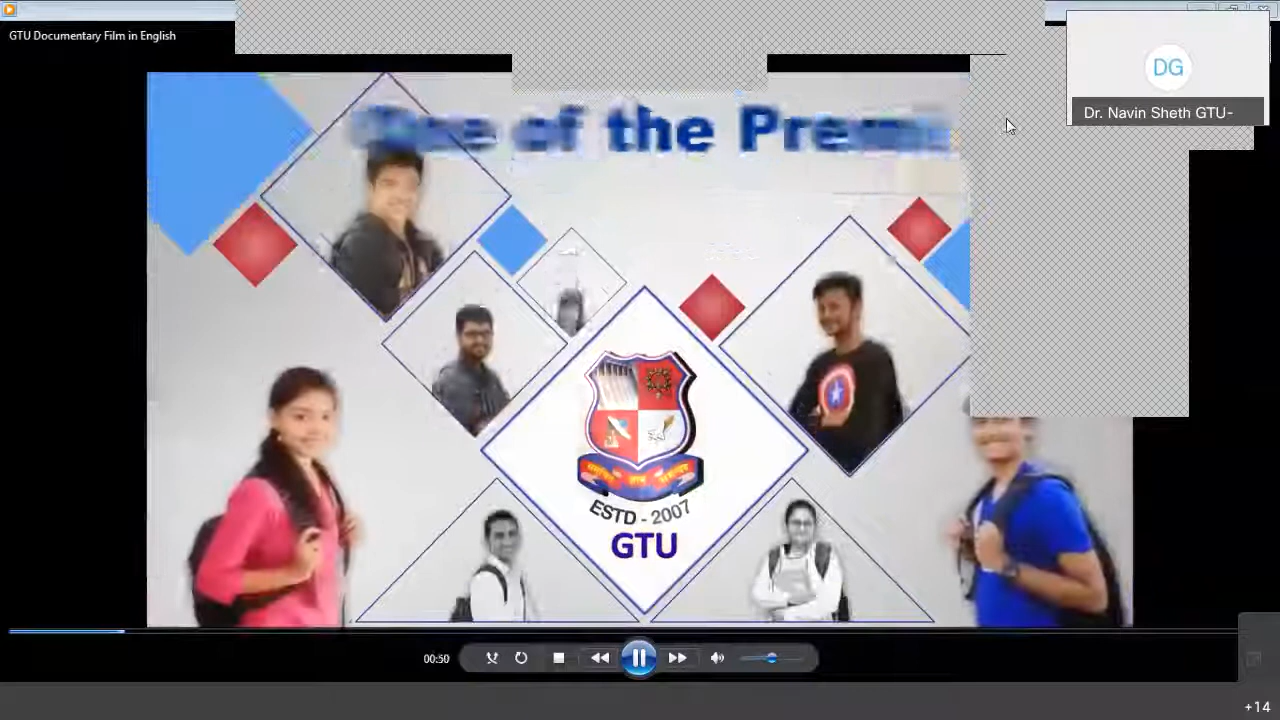 GTU Documentary Film in English
DG
Dr. Navin Sheth GTU-
of the
ESTD - 2007
GTU
00:50
+14